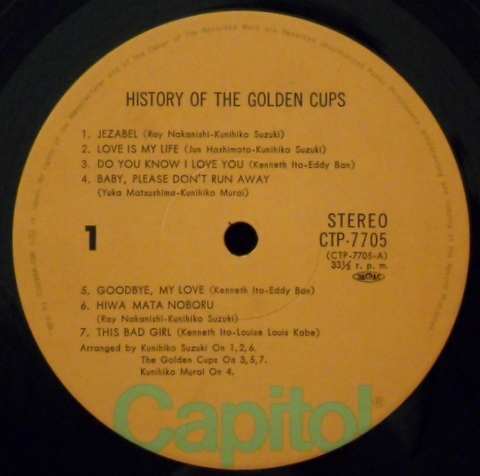 HISTORY OF THE GOLDEN CUPS
1. JEZABEL (Ray Nakanishi-Kunihiko Suzuki)
2. LOVE IS MY LIFE (Jun Hashimoto-Kunihiko Suzuki)
3. DO YOU KNOW I LOVE YOU (Kenneth Ito-Eddy Ban)
4. BABY, PLEASE DON'T RUN AWAY
(Yuka Matsushima-Kunihiko Murai)
1
STEREO
CTP-7705
(CTP-7705-A)
33⅓ r. p. m.
JASRAC
5. GOODBYE, MY LOVE (Kenneth Ito-Eddy Ban)
6. HIWA MATA NOBORU
(Ray Nakanishi-Kunihiko Suzuki)
7. THIS BAD GIRL (Kenneth Ito-Louise Louis Kabe)
Arranged by Kunihiko Suzuki On 1,2,6.
The Golden Cups On 3,5,7.
Kunihiko Murai On 4.
Capitol®